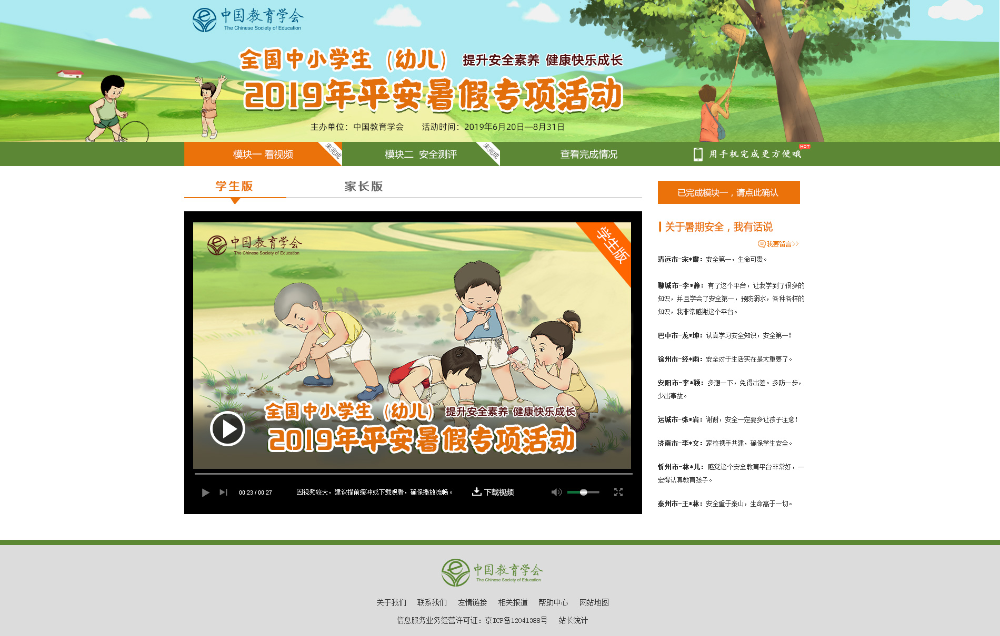 中国教育学会
The Chinese Society of Education
全国中小学生（幼儿） 提升安全素养 健康快乐成长
2019年平安暑假专项活动
主办单位：中国教育学会 活动时间：2019年6月20日—8月31日
模块一 看视频 未完成 模块二 安全测评 未完成 查看完成情况 用手机完成更方便哦 HOT
学生版 家长版
已完成模块一，请点此确认
中国教育学会
The Chinese Society of Education
学生版
全国中小学生（幼儿） 提升安全素养 健康快乐成长
2019年平安暑假专项活动
00:23 / 00:27 因视频较大，建议提前缓冲或下载观看，确保播放流畅。 下载视频
关于暑期安全，我有话说
我要留言>>
清远市-宋*霞：安全第一，生命可贵。
聊城市-李*静：有了这个平台，让我学到了很多的
知识，并且学会了安全第一，预防溺水，各种各样的
知识，我非常感谢这个平台。
巴中市-龙*坤：认真学习安全知识，安全第一！
徐州市-经*雨：安全对于生活实在是太重要了。
安阳市-李*颖：多想一下，免得出差。多防一步，
少出事故。
运城市-张*岩：谢谢，安全一定要多让孩子注意！
济南市-李*文：家校携手共建，确保学生安全。
忻州市-林*儿：感觉这个安全教育平台非常好，一
定得认真教育孩子。
泰州市-王*林：安全重于泰山，生命高于一切。
中国教育学会
The Chinese Society of Education
关于我们 联系我们 友情链接 相关报道 帮助中心 网站地图
信息服务业务经营许可证：京ICP备12041388号 站长统计